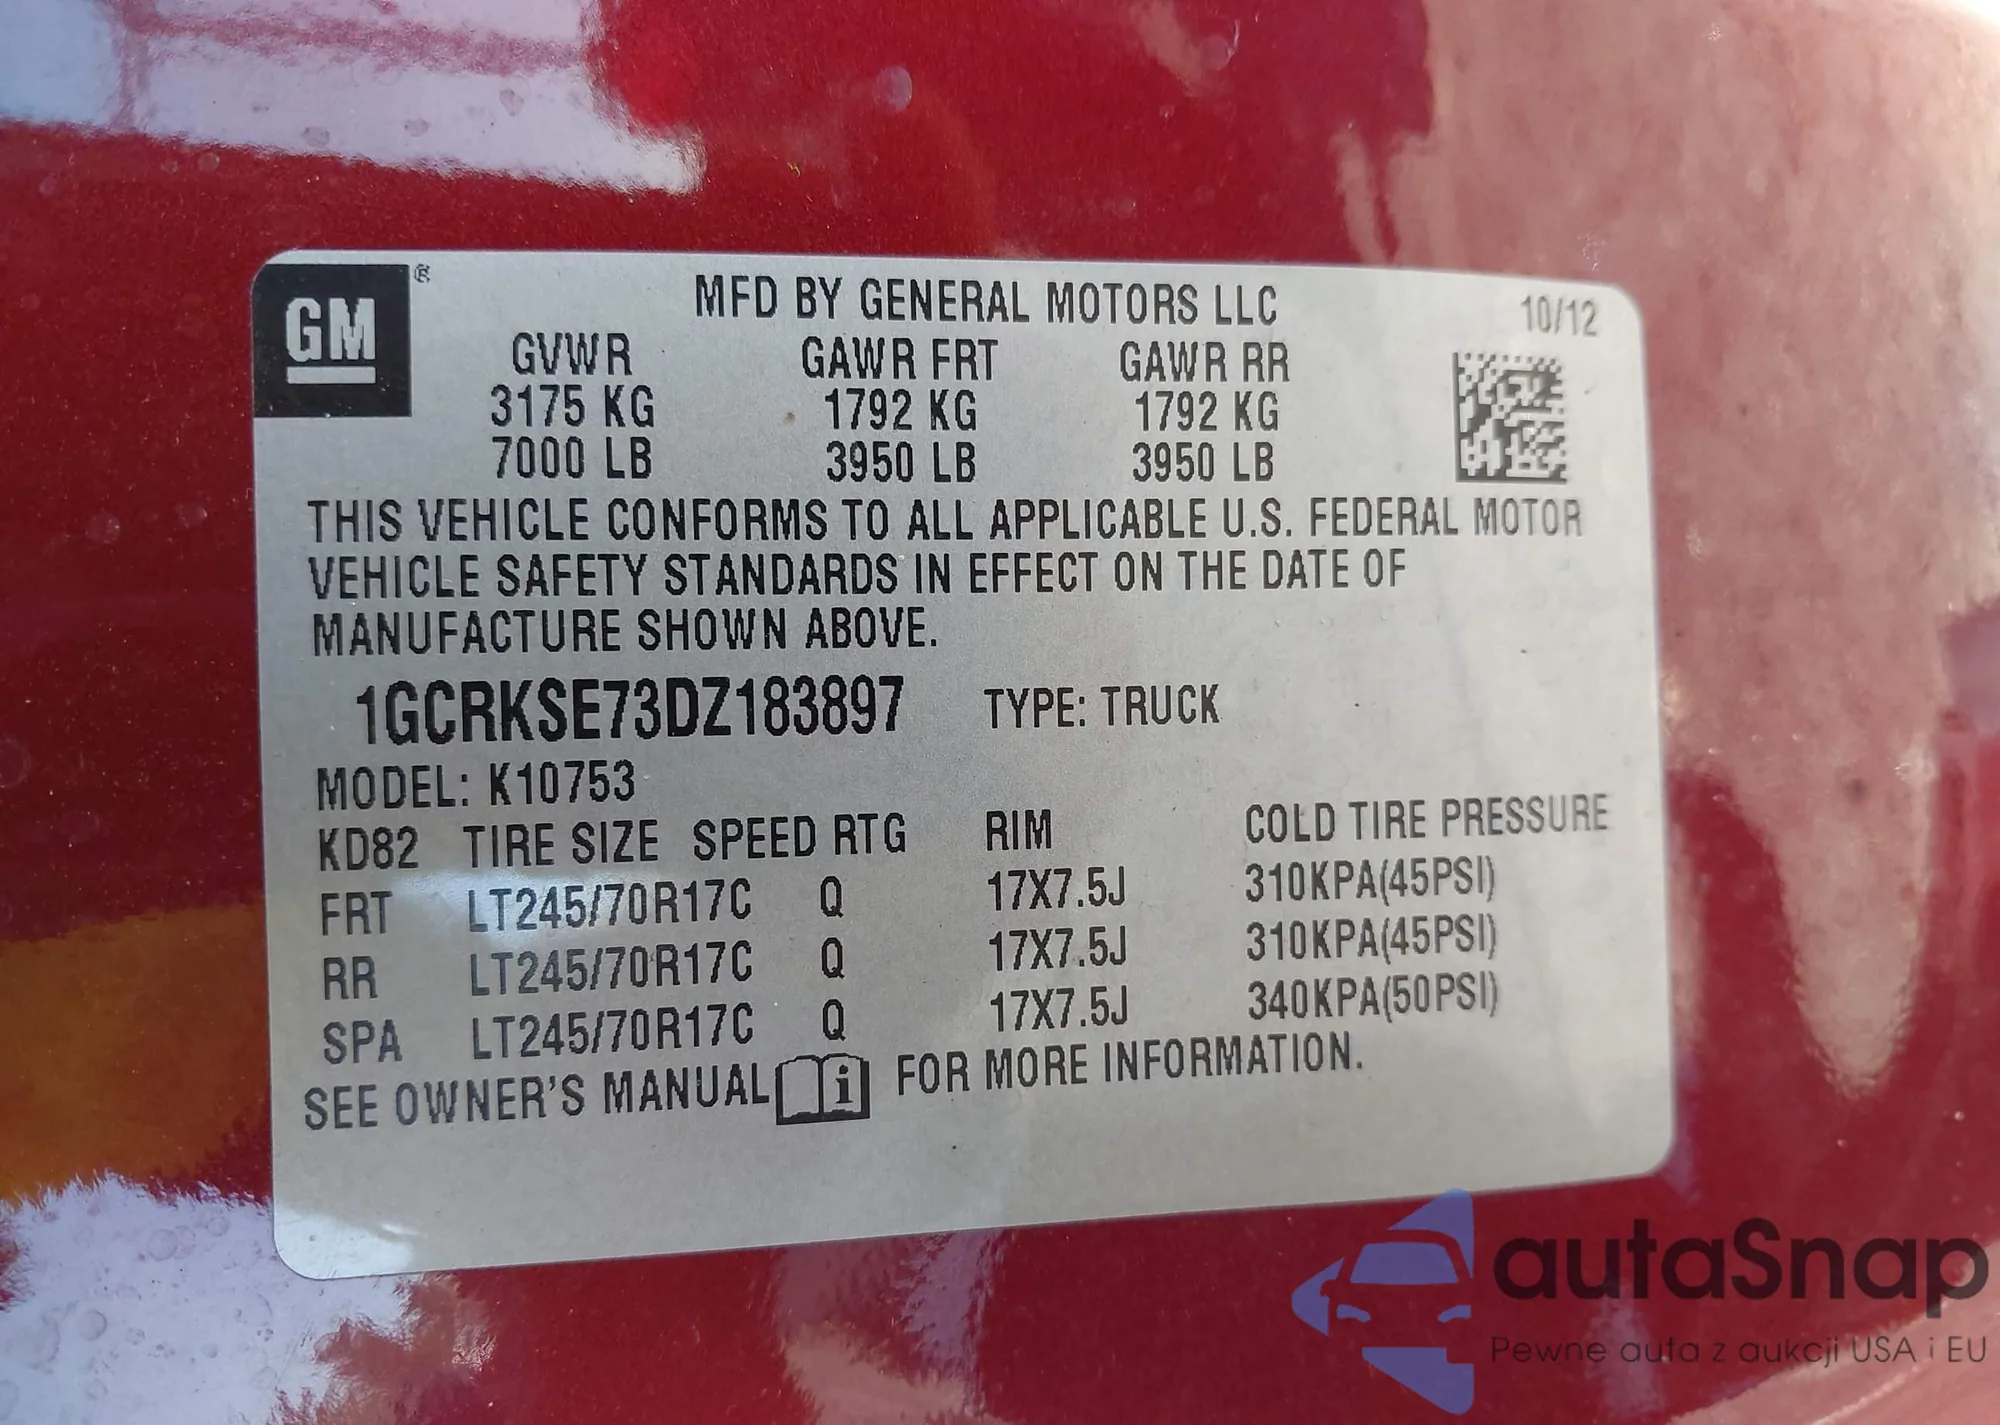 GM®
MFD BY GENERAL MOTORS LLC
10/12
GVWR GAWR FRT GAWR RR
3175 KG 1792 KG 1792 KG
7000 LB 3950 LB 3950 LB
THIS VEHICLE CONFORMS TO ALL APPLICABLE U.S. FEDERAL MOTOR
VEHICLE SAFETY STANDARDS IN EFFECT ON THE DATE OF
MANUFACTURE SHOWN ABOVE.
1GCRKSE73DZ183897 TYPE: TRUCK
MODEL: K10753
KD82 TIRE SIZE SPEED RTG RIM COLD TIRE PRESSURE
FRT LT245/70R17C Q 17X7.5J 310KPA(45PSI)
RR LT245/70R17C Q 17X7.5J 310KPA(45PSI)
SPA LT245/70R17C Q 17X7.5J 340KPA(50PSI)
SEE OWNER'S MANUAL i FOR MORE INFORMATION.
autaSnap
Pewne auta z aukcji USA i EU